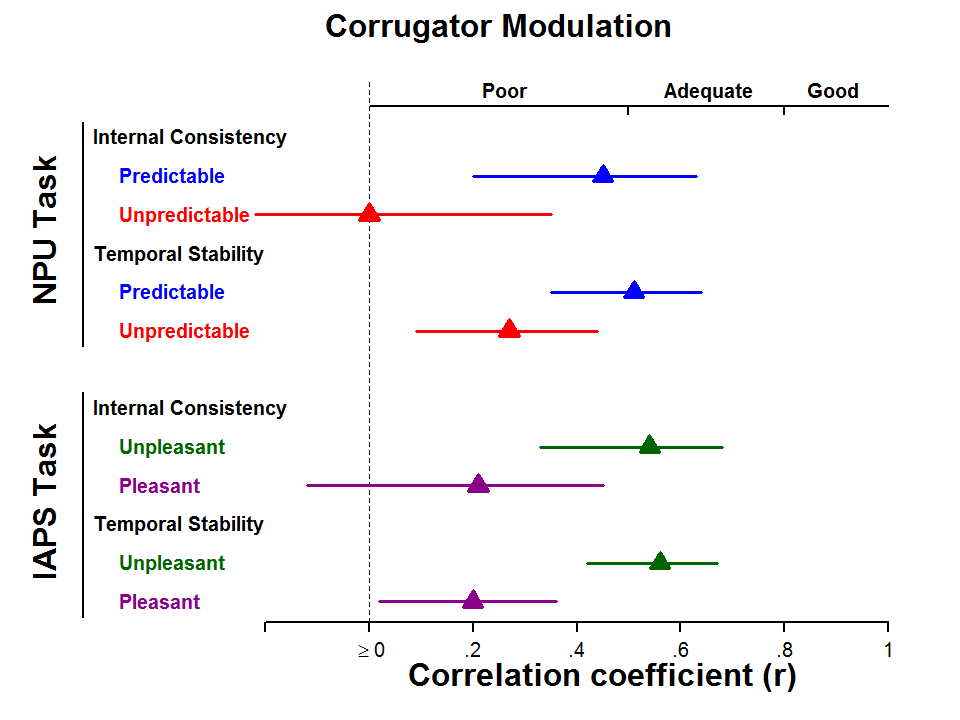 Corrugator Modulation
Poor Adequate Good
NPU Task
Internal Consistency
Predictable
Unpredictable
Temporal Stability
Predictable
Unpredictable
IAPS Task
Internal Consistency
Unpleasant
Pleasant
Temporal Stability
Unpleasant
Pleasant
≥ 0 .2 .4 .6 .8 1
Correlation coefficient (r)